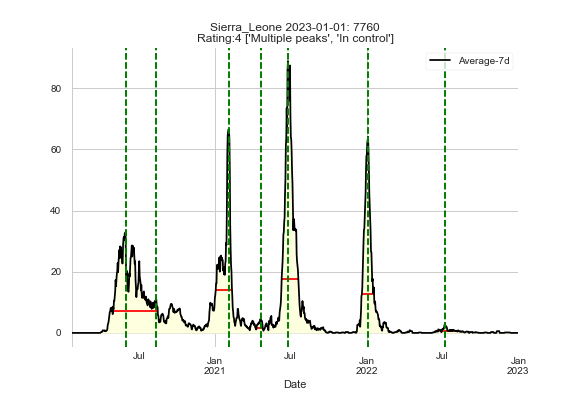 Sierra_Leone 2023-01-01: 7760
Rating:4 ['Multiple peaks', 'In control']
Average-7d
80
60
40
20
0
Jul
Jan
2021
Jul
Jan
2022
Jul
Jan
2023
Date